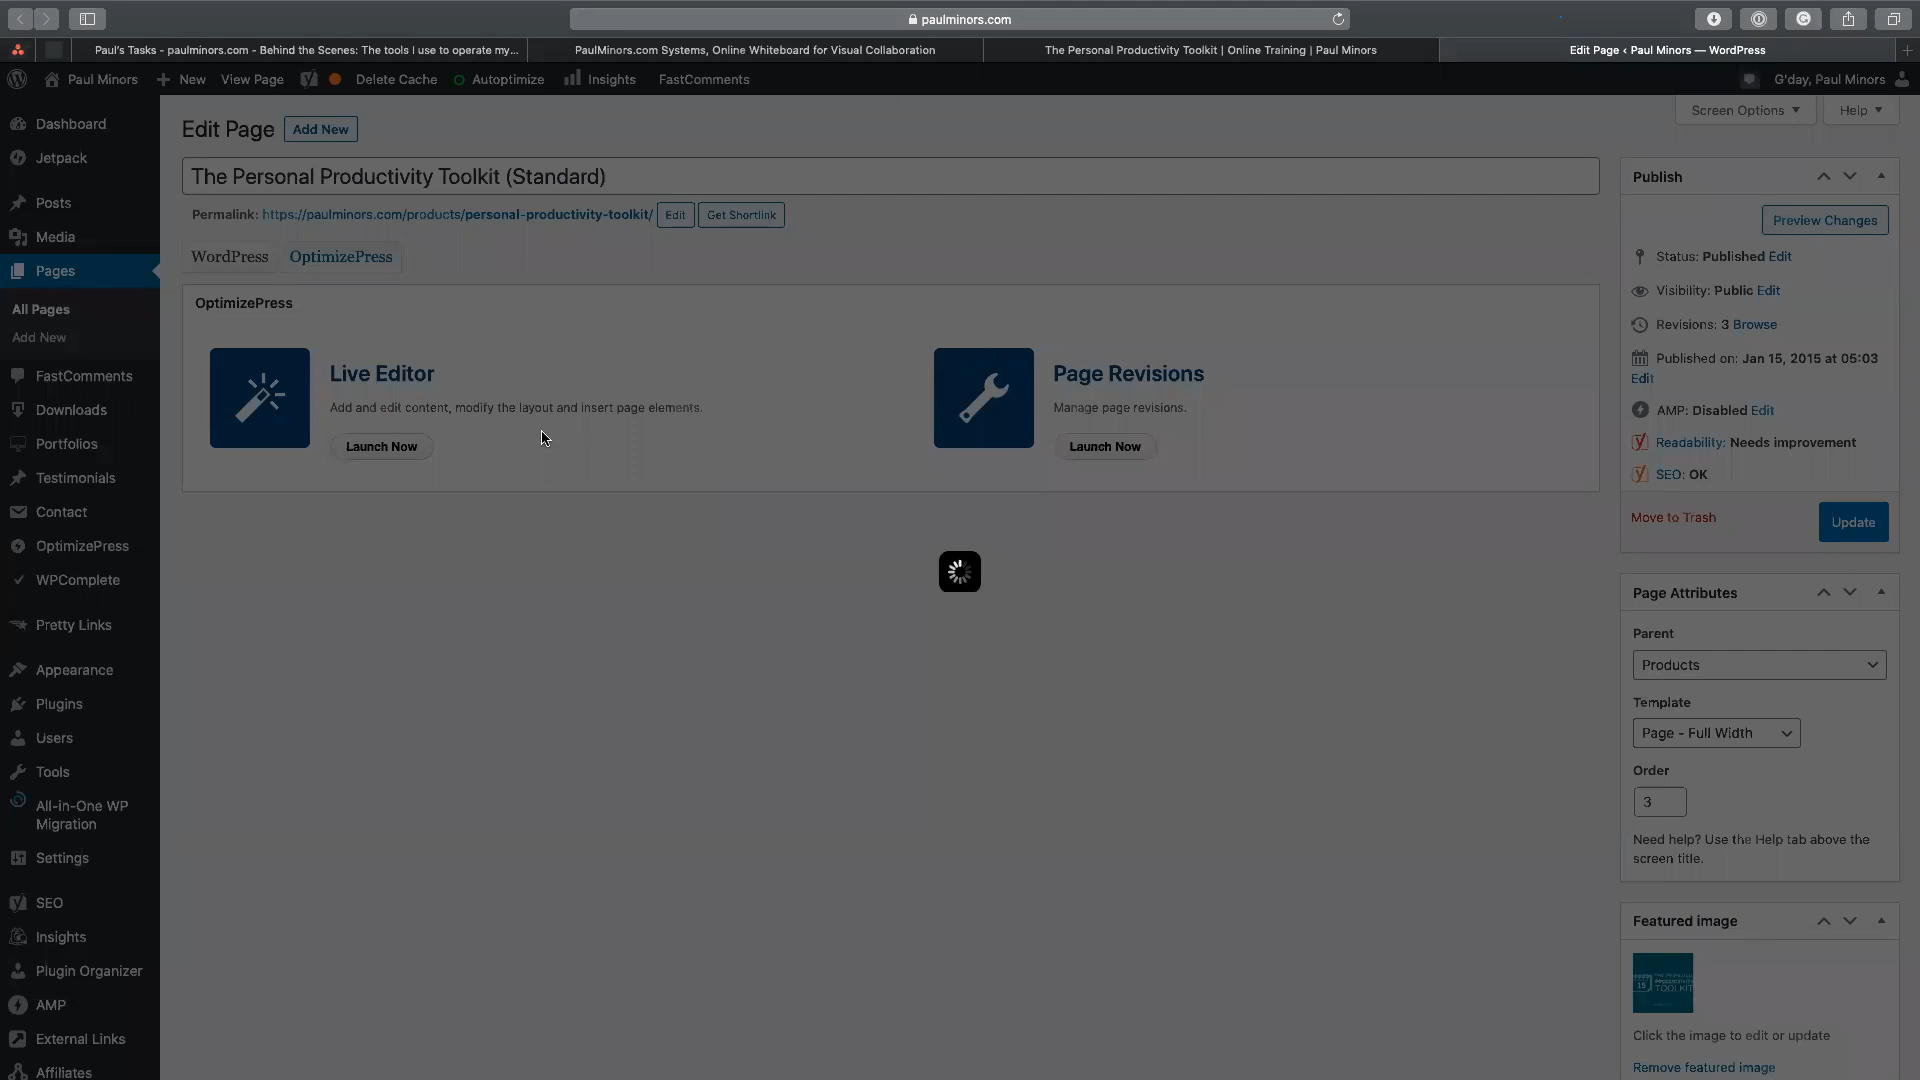 paulminors.com
Paul's Tasks - paulminors.com - Behind the Scenes: The tools I use to operate my...
PaulMinors.com Systems, Online Whiteboard for Visual Collaboration
The Personal Productivity Toolkit | Online Training | Paul Minors
Edit Page ‹ Paul Minors — WordPress
Paul Minors
New
View Page
Delete Cache
Autoptimize
Insights
FastComments
G'day, Paul Minors
Dashboard
Jetpack
Posts
Media
Pages
All Pages
Add New
FastComments
Downloads
Portfolios
Testimonials
Contact
OptimizePress
WPComplete
Pretty Links
Appearance
Plugins
Users
Tools
All-in-One WP
Migration
Settings
SEO
Insights
Plugin Organizer
AMP
External Links
Affiliates
Screen Options
Help
Edit Page
Add New
The Personal Productivity Toolkit (Standard)
Permalink: https://paulminors.com/products/personal-productivity-toolkit/ Edit Get Shortlink
WordPress
OptimizePress
OptimizePress
Live Editor
Add and edit content, modify the layout and insert page elements.
Launch Now
Page Revisions
Manage page revisions.
Launch Now
Publish
Preview Changes
Status: Published Edit
Visibility: Public Edit
Revisions: 3 Browse
Published on: Jan 15, 2015 at 05:03
Edit
AMP: Disabled Edit
Readability: Needs improvement
SEO: OK
Move to Trash
Update
Page Attributes
Parent
Products
Template
Page - Full Width
Order
3
Need help? Use the Help tab above the
screen title.
Featured image
15
TOOLKIT
Click the image to edit or update
Remove featured image